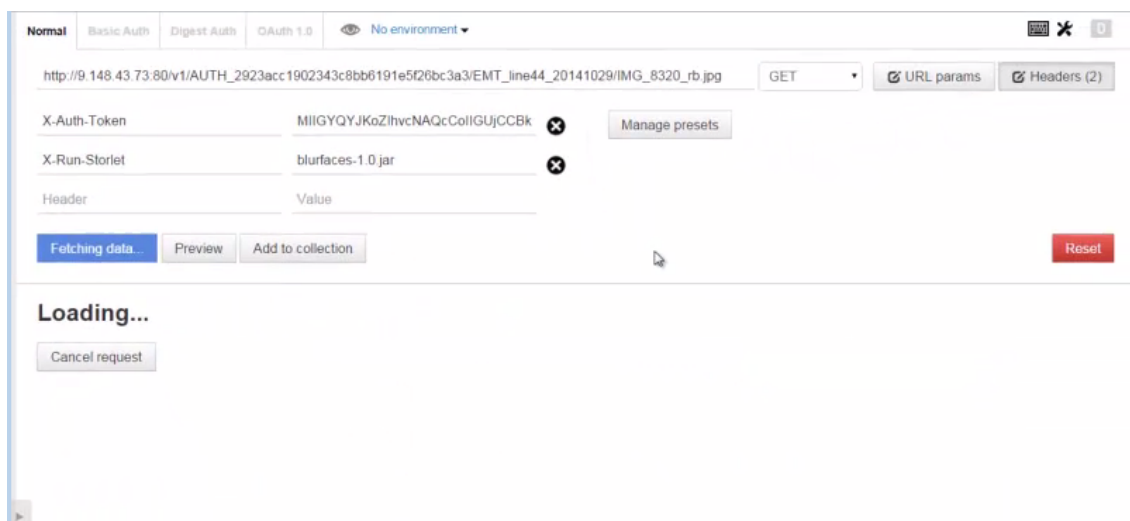 Normal Basic Auth Digest Auth OAuth 1.0 No environment D
http://9.148.43.73:80/v1/AUTH_2923acc1902343c8bb6191e5f26bc3a3/EMT_line44_20141029/IMG_8320_rb.jpg GET URL params Headers (2)
X-Auth-Token MIIGYQYJKoZIhvcNAQcCoIIGUjCCBk Manage presets
X-Run-Storlet blurfaces-1.0.jar
Header Value
Fetching data... Preview Add to collection Reset
Loading...
Cancel request